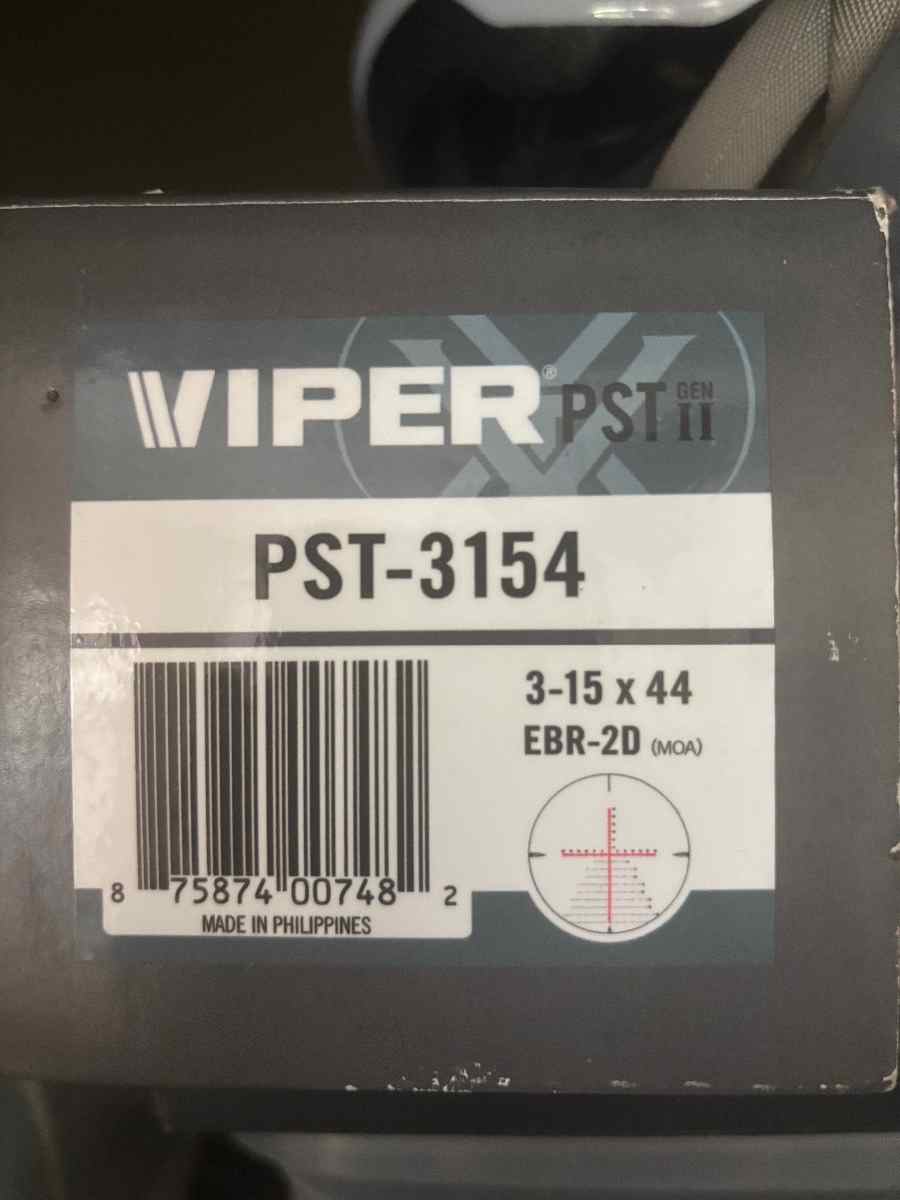 VIPER® PST GEN II
PST-3154
3-15 x 44
EBR-2D (MOA)
8 75874 00748 2
MADE IN PHILIPPINES